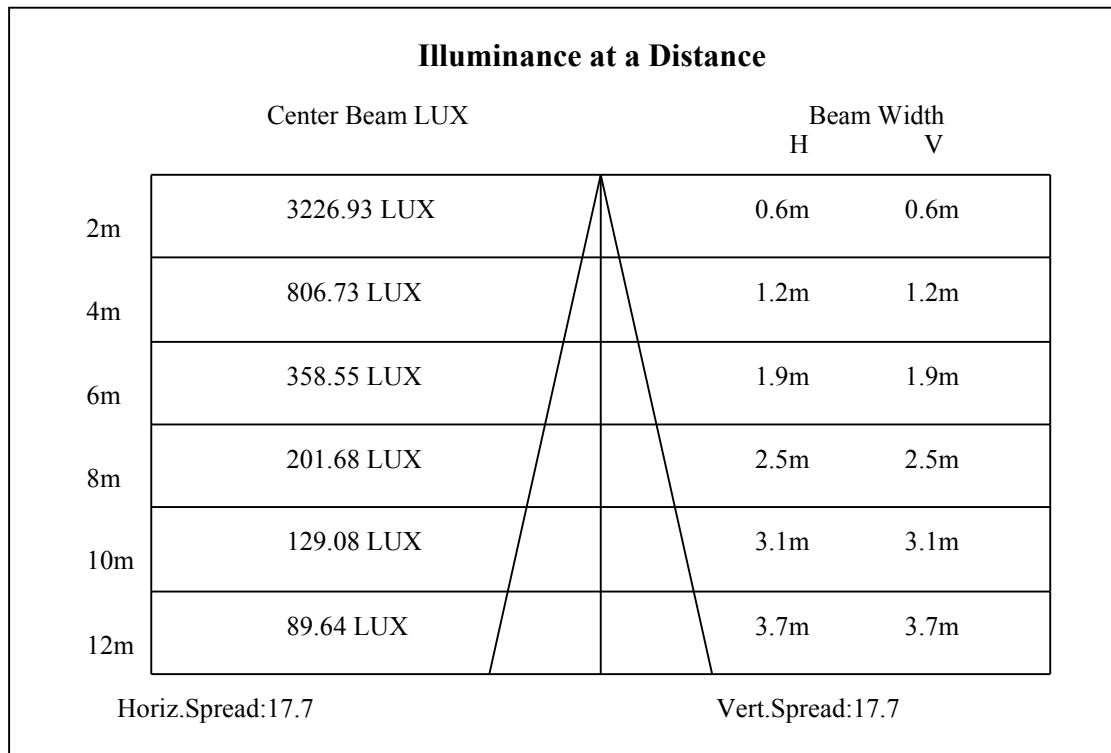 Illuminance at a Distance
Center Beam LUX Beam Width
H V
2m 3226.93 LUX 0.6m 0.6m
4m 806.73 LUX 1.2m 1.2m
6m 358.55 LUX 1.9m 1.9m
8m 201.68 LUX 2.5m 2.5m
10m 129.08 LUX 3.1m 3.1m
12m 89.64 LUX 3.7m 3.7m
Horiz.Spread:17.7 Vert.Spread:17.7